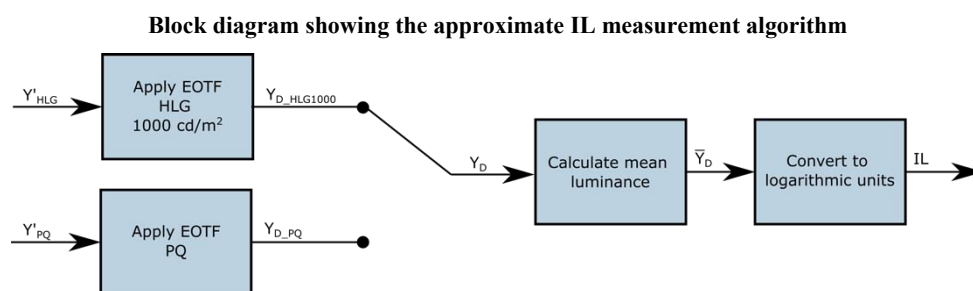 Block diagram showing the approximate IL measurement algorithm
Y'HLG
Apply EOTF
HLG
1000 cd/m²
YD_HLG1000
YD
Calculate mean
luminance
ȲD
Convert to
logarithmic units
IL
Y'PQ
Apply EOTF
PQ
YD_PQ